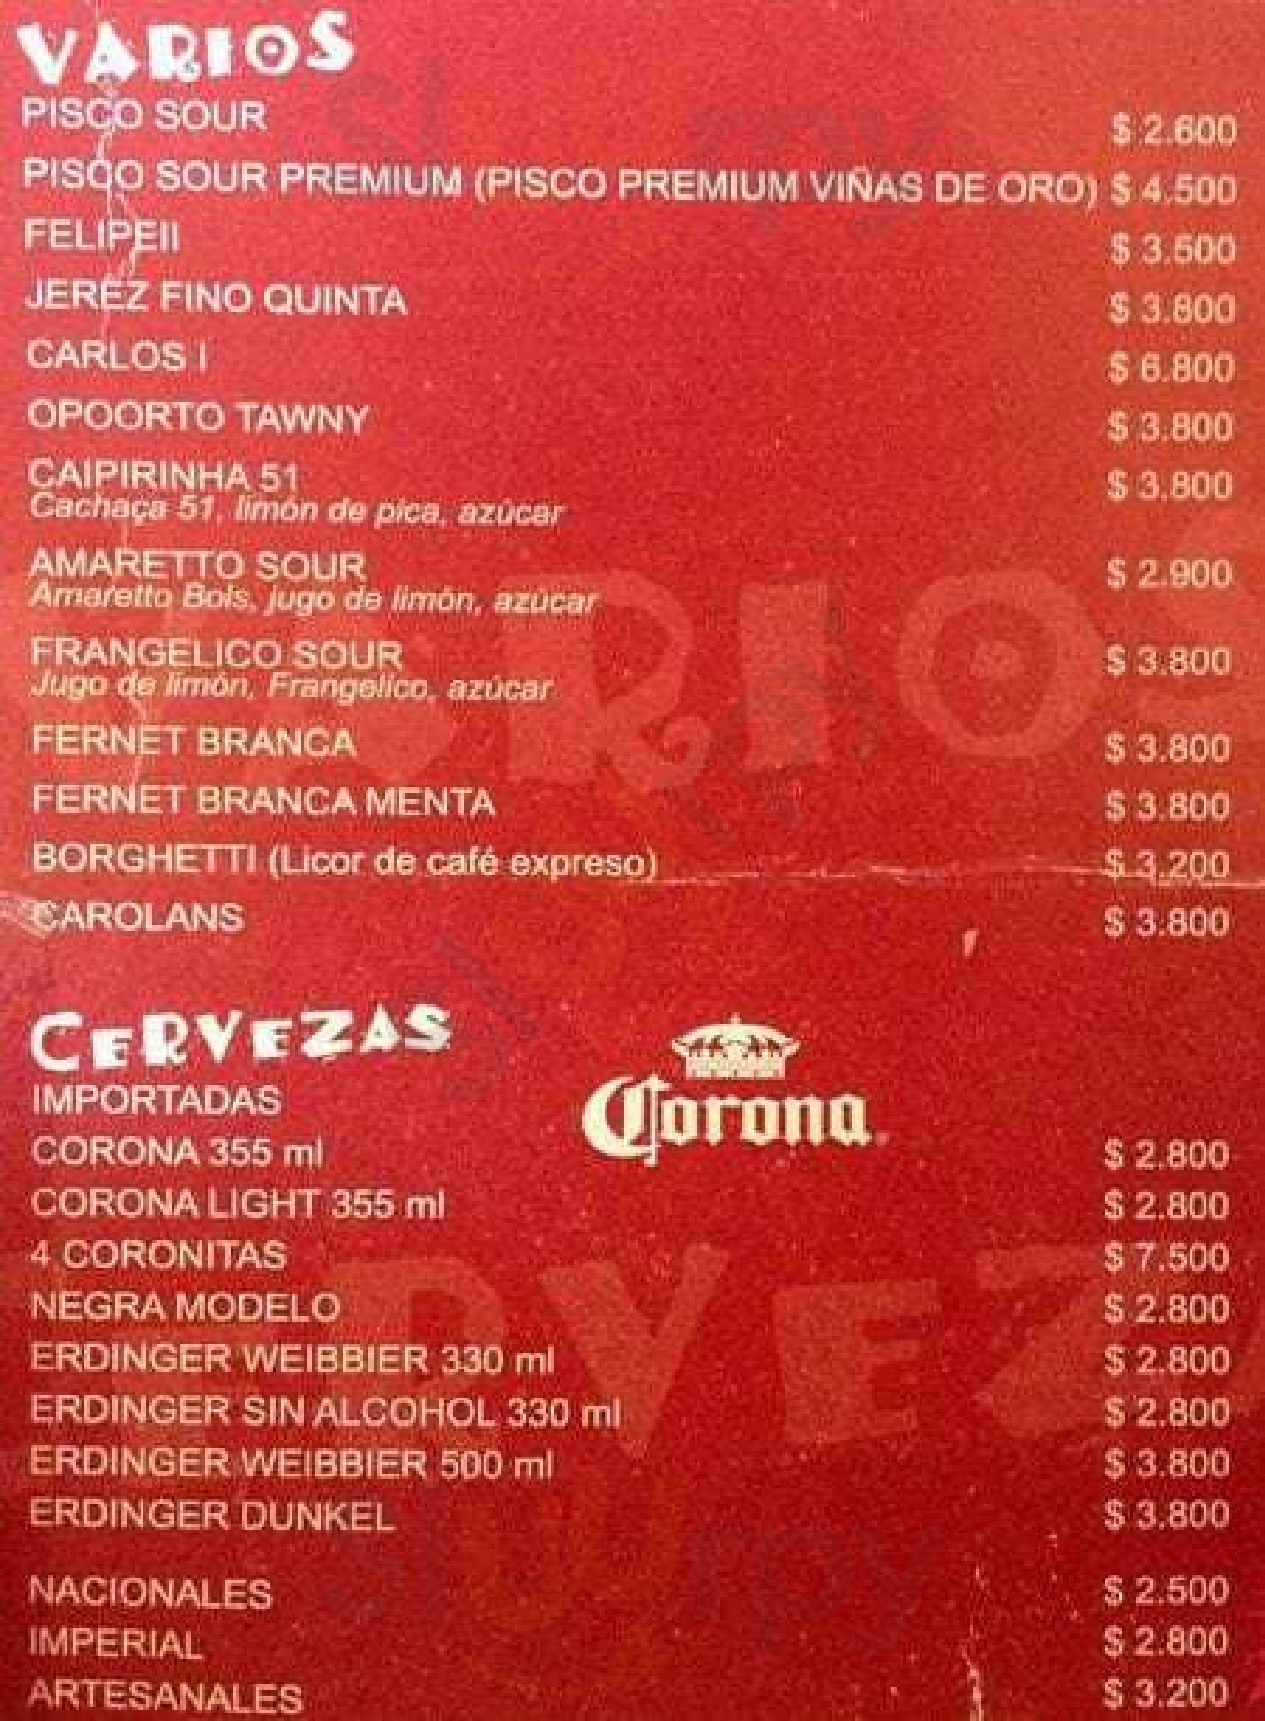 VARIOS
PISCO SOUR $ 2.600
PISCO SOUR PREMIUM (PISCO PREMIUM VIÑAS DE ORO) $ 4.500
FELIPEII $ 3.500
JEREZ FINO QUINTA $ 3.800
CARLOS I $ 6.800
OPOORTO TAWNY $ 3.800
CAIPIRINHA 51 $ 3.800
Cachaça 51, limón de pica, azúcar
AMARETTO SOUR $ 2.900
Amaretto Bols, jugo de limón, azúcar
FRANGELICO SOUR $ 3.800
Jugo de limón, Frangelico, azúcar
FERNET BRANCA $ 3.800
FERNET BRANCA MENTA $ 3.800
BORGHETTI (Licor de café expreso) $ 3.200
CAROLANS $ 3.800
CERVEZAS
Corona
IMPORTADAS
CORONA 355 ml $ 2.800
CORONA LIGHT 355 ml $ 2.800
4 CORONITAS $ 7.500
NEGRA MODELO $ 2.800
ERDINGER WEIBBIER 330 ml $ 2.800
ERDINGER SIN ALCOHOL 330 ml $ 2.800
ERDINGER WEIBBIER 500 ml $ 3.800
ERDINGER DUNKEL $ 3.800
NACIONALES $ 2.500
IMPERIAL $ 2.800
ARTESANALES $ 3.200